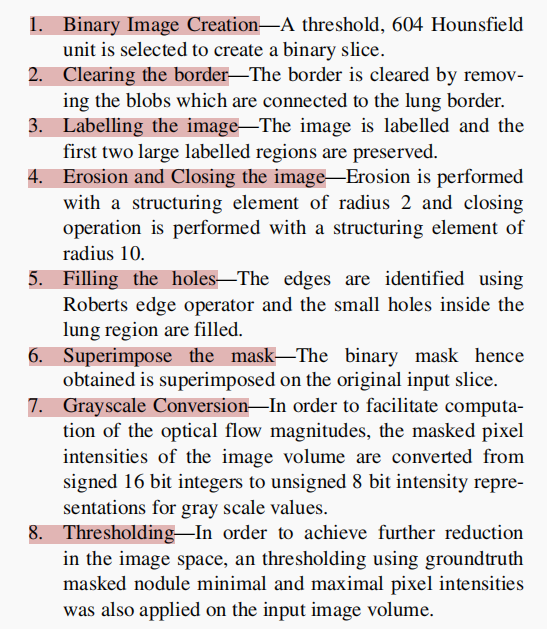 1. Binary Image Creation—A threshold, 604 Hounsfield
unit is selected to create a binary slice.
2. Clearing the border—The border is cleared by remov-
ing the blobs which are connected to the lung border.
3. Labelling the image—The image is labelled and the
first two large labelled regions are preserved.
4. Erosion and Closing the image—Erosion is performed
with a structuring element of radius 2 and closing
operation is performed with a structuring element of
radius 10.
5. Filling the holes—The edges are identified using
Roberts edge operator and the small holes inside the
lung region are filled.
6. Superimpose the mask—The binary mask hence
obtained is superimposed on the original input slice.
7. Grayscale Conversion—In order to facilitate computa-
tion of the optical flow magnitudes, the masked pixel
intensities of the image volume are converted from
signed 16 bit integers to unsigned 8 bit intensity repre-
sentations for gray scale values.
8. Thresholding—In order to achieve further reduction
in the image space, an thresholding using groundtruth
masked nodule minimal and maximal pixel intensities
was also applied on the input image volume.